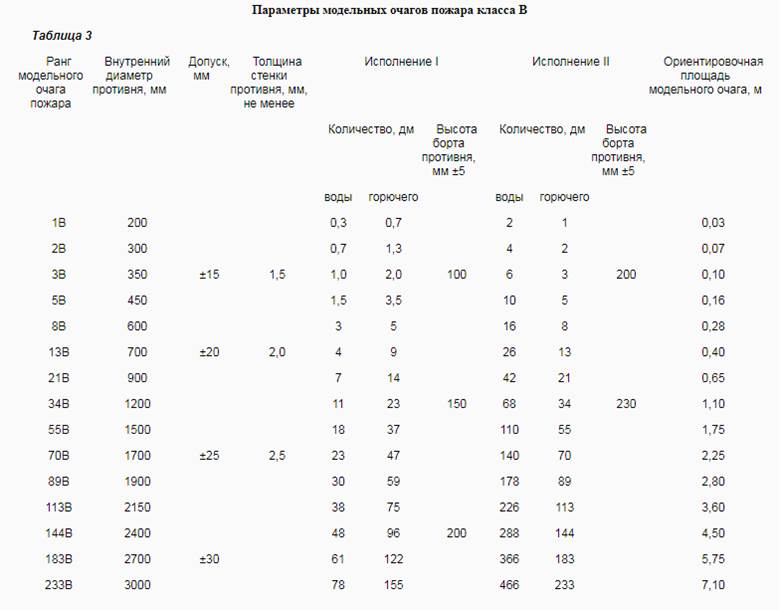 Параметры модельных очагов пожара класса В
Таблица 3
Ранг модельного очага пожара Внутренний диаметр противня, мм Допуск, мм Толщина стенки противня, мм, не менее Исполнение I Исполнение II Ориентировочная площадь модельного очага, м
Количество, дм Высота борта противня, мм ±5 Количество, дм Высота борта противня, мм ±5
воды горючего воды горючего
1В 200 0,3 0,7 2 1 0,03
2В 300 0,7 1,3 4 2 0,07
3В 350 ±15 1,5 1,0 2,0 100 6 3 200 0,10
5В 450 1,5 3,5 10 5 0,16
8В 600 3 5 16 8 0,28
13В 700 ±20 2,0 4 9 26 13 0,40
21В 900 7 14 42 21 0,65
34В 1200 11 23 150 68 34 230 1,10
55В 1500 18 37 110 55 1,75
70В 1700 ±25 2,5 23 47 140 70 2,25
89В 1900 30 59 178 89 2,80
113В 2150 38 75 226 113 3,60
144В 2400 48 96 200 288 144 4,50
183В 2700 ±30 61 122 366 183 5,75
233В 3000 78 155 466 233 7,10